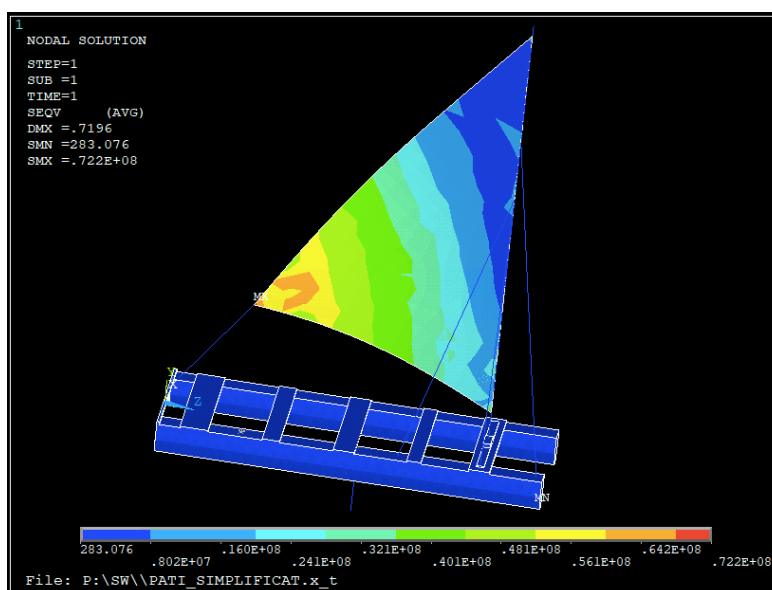 1
NODAL SOLUTION
STEP=1
SUB =1
TIME=1
SEQV (AVG)
DMX =.7196
SMN =283.076
SMX =.722E+08
MX
Y
X
Z
MN
283.076 .160E+08 .321E+08 .481E+08 .642E+08
.802E+07 .241E+08 .401E+08 .561E+08 .722E+08
File: P:\SW\\PATI_SIMPLIFICAT.x_t